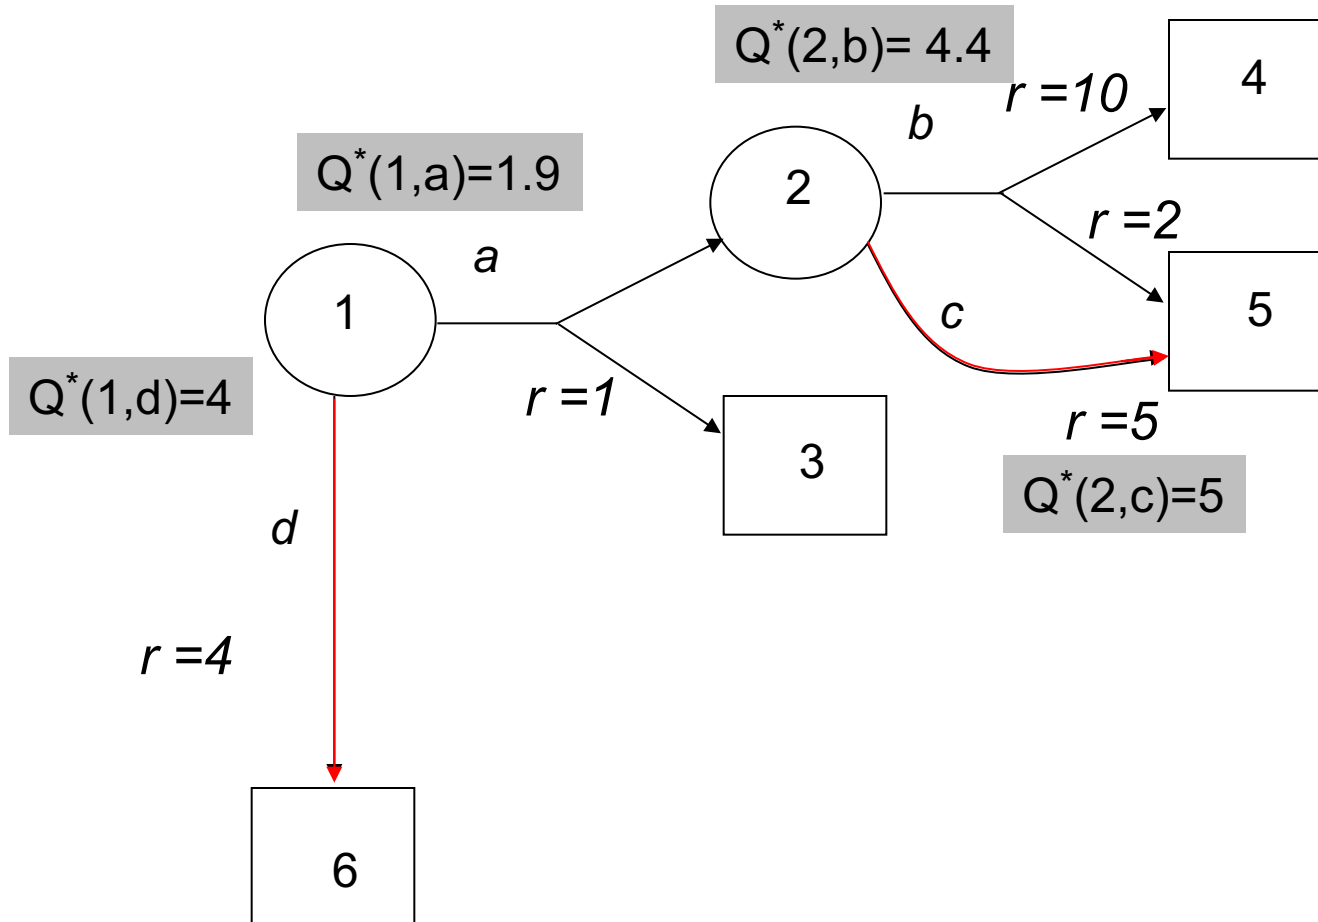 Q*(2,b)= 4.4
r =10
4
b
Q*(1,a)=1.9
2
r =2
a
1
c
5
Q*(1,d)=4
r =1
r =5
3
Q*(2,c)=5
d
r =4
6